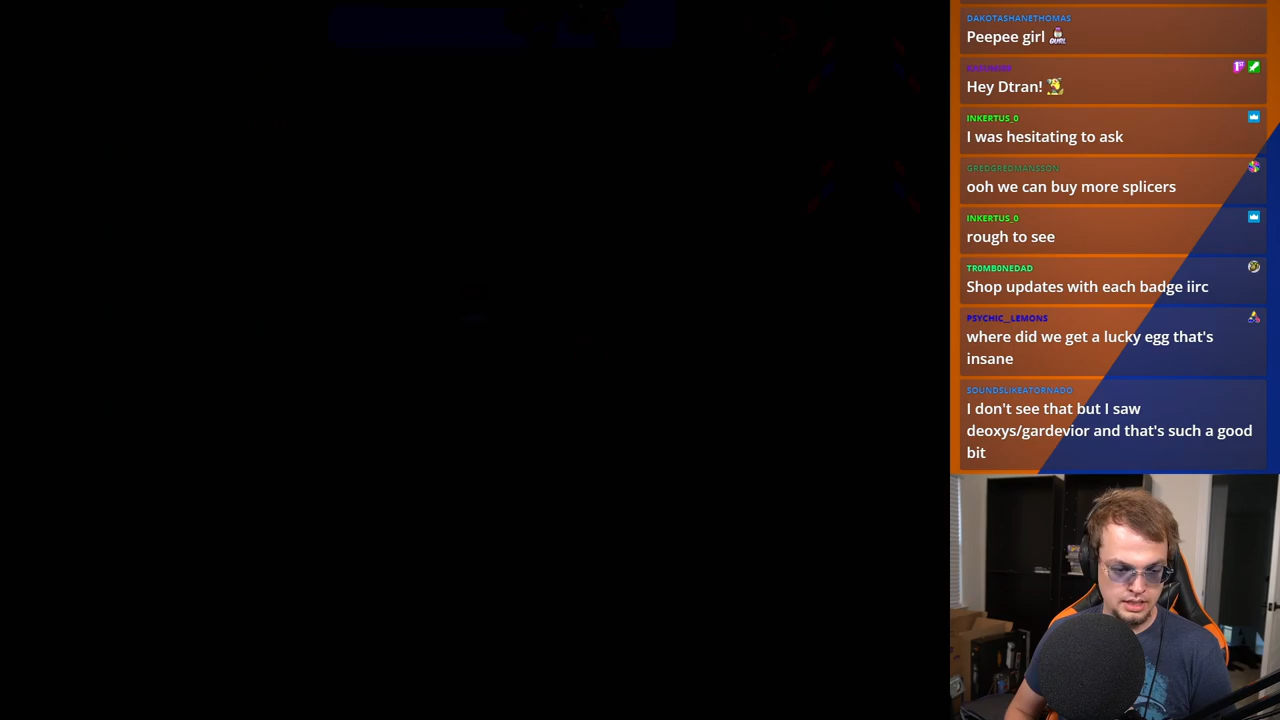 DAKOTASHANETHOMAS
Peepee girl
Hey Dtran!
INKERTUS_0
I was hesitating to ask
GREDGREDMANSSON
ooh we can buy more splicers
INKERTUS_0
rough to see
TR0MB0NEDAD
Shop updates with each badge iirc
PSYCHIC__LEMONS
where did we get a lucky egg that's
insane
SOUNDSLIKEATORNADO
I don't see that but I saw
deoxys/gardevior and that's such a good
bit